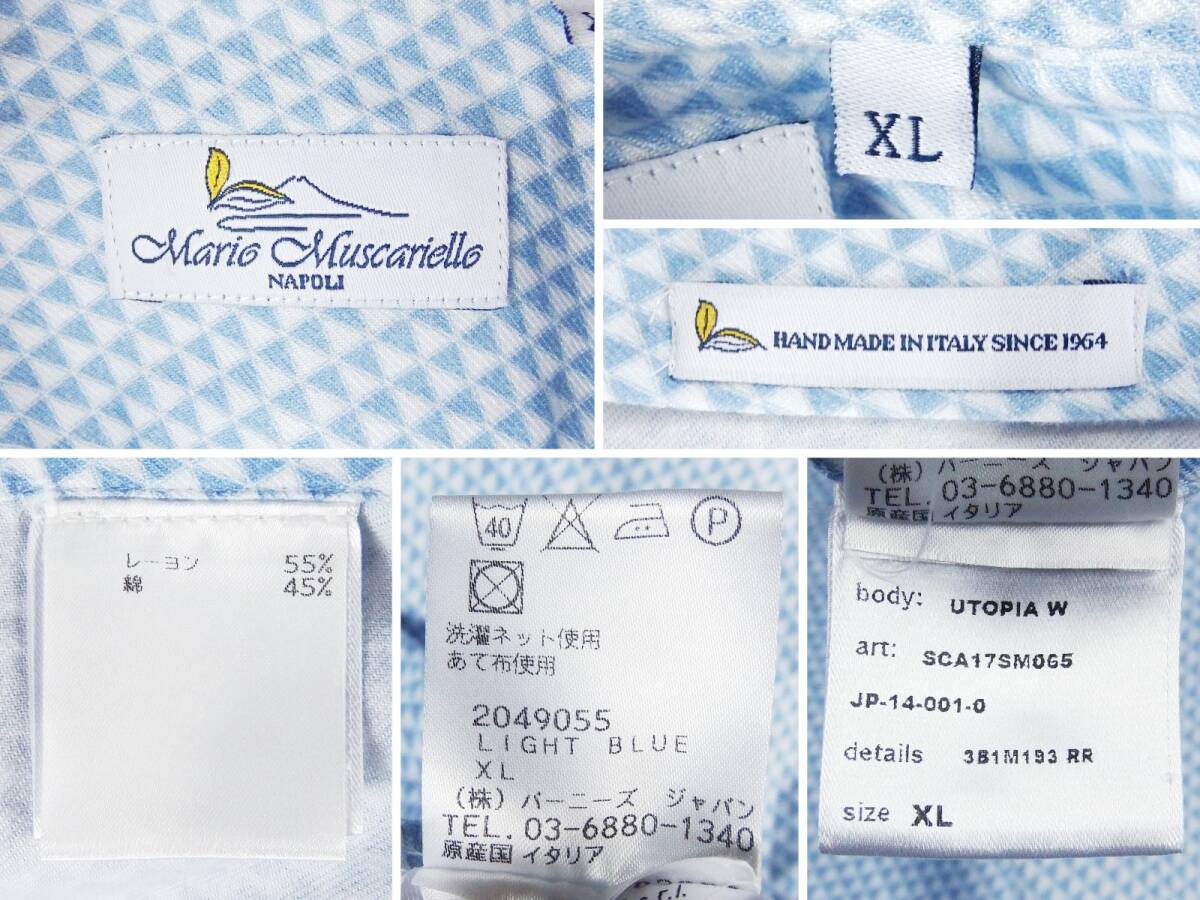 Mario Muscariello
NAPOLI
XL
HAND MADE IN ITALY SINCE 1964
レーヨン 55%
綿 45%
40
P
洗濯ネット使用
あて布使用
2049055
LIGHT BLUE
XL
(株) バーニーズ ジャパン
TEL. 03-6880-1340
原産国 イタリア
(株) バーニーズ ジャパン
TEL. 03-6880-1340
原産国 イタリア
body: UTOPIA W
art: SCA17SM065
JP-14-001-0
details 3B1M193 RR
size XL